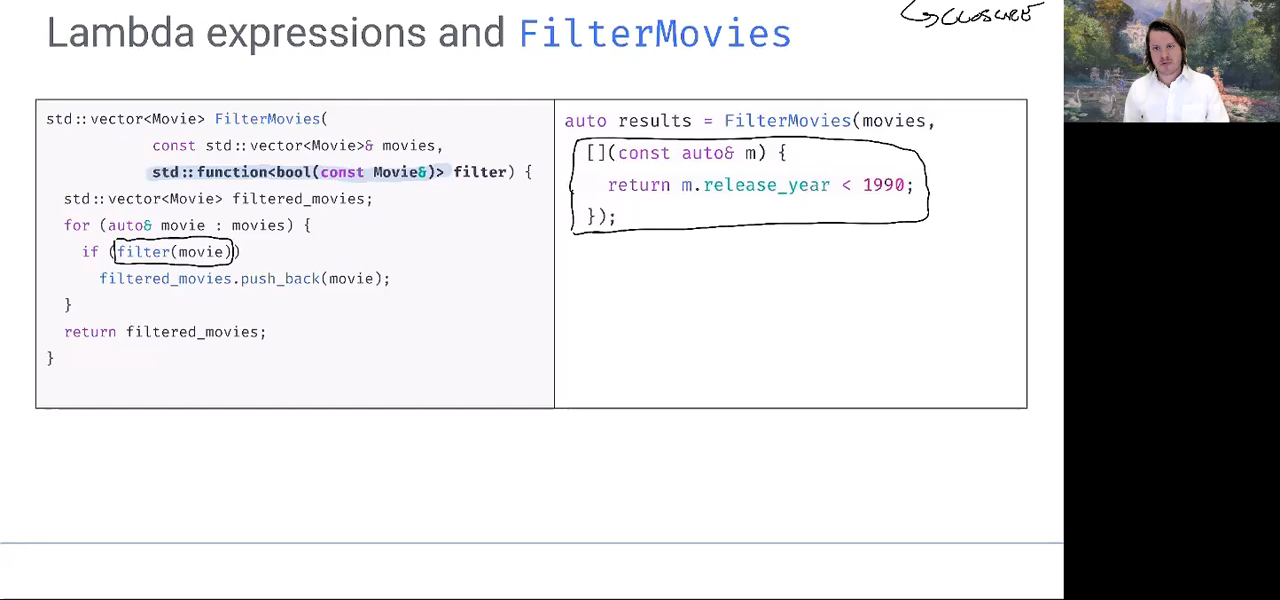 CLOSURE
Lambda expressions and FilterMovies
std::vector<Movie> FilterMovies(
const std::vector<Movie>& movies,
std::function<bool(const Movie&)> filter) {
std::vector<Movie> filtered_movies;
for (auto& movie : movies) {
if (filter(movie))
filtered_movies.push_back(movie);
}
return filtered_movies;
}
auto results = FilterMovies(movies,
[](const auto& m) {
return m.release_year < 1990;
});